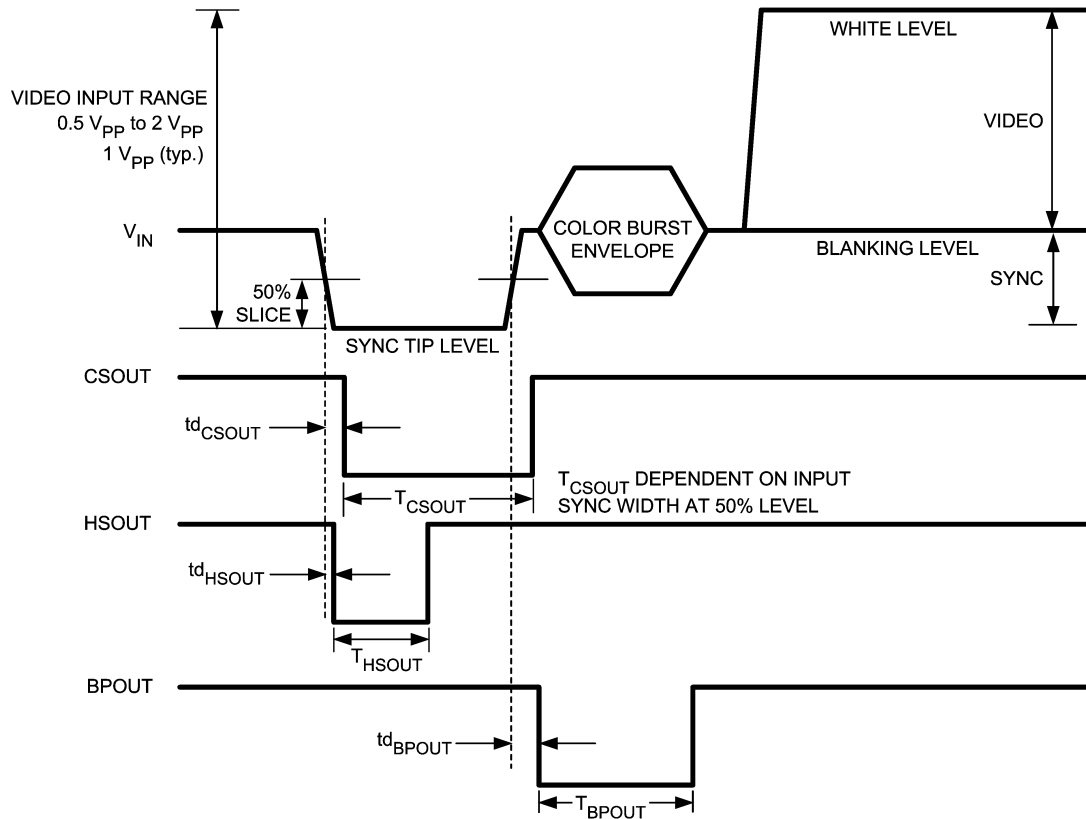 WHITE LEVEL
VIDEO INPUT RANGE
0.5 VPP to 2 VPP
1 VPP (typ.)
VIDEO
VIN
COLOR BURST
ENVELOPE
BLANKING LEVEL
SYNC
50%
SLICE
SYNC TIP LEVEL
CSOUT
tdCSOUT
TCSOUT
TCSOUT DEPENDENT ON INPUT
SYNC WIDTH AT 50% LEVEL
HSOUT
tdHSOUT
THSOUT
BPOUT
tdBPOUT
TBPOUT